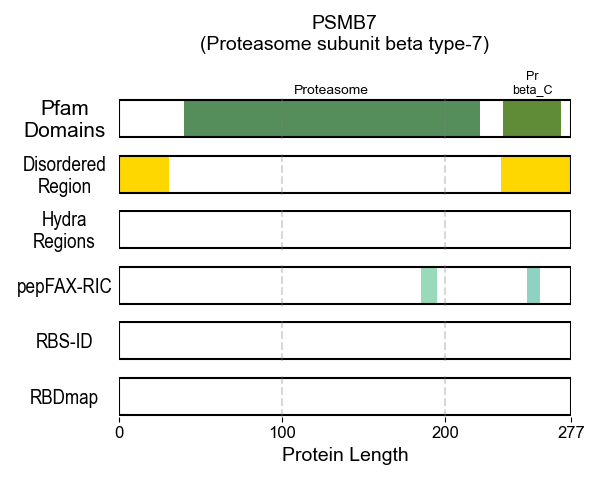 PSMB7
(Proteasome subunit beta type-7)
Proteasome
Pr
beta_C
Pfam
Domains
Disordered
Region
Hydra
Regions
pepFAX-RIC
RBS-ID
RBDmap
0
100
200
277
Protein Length